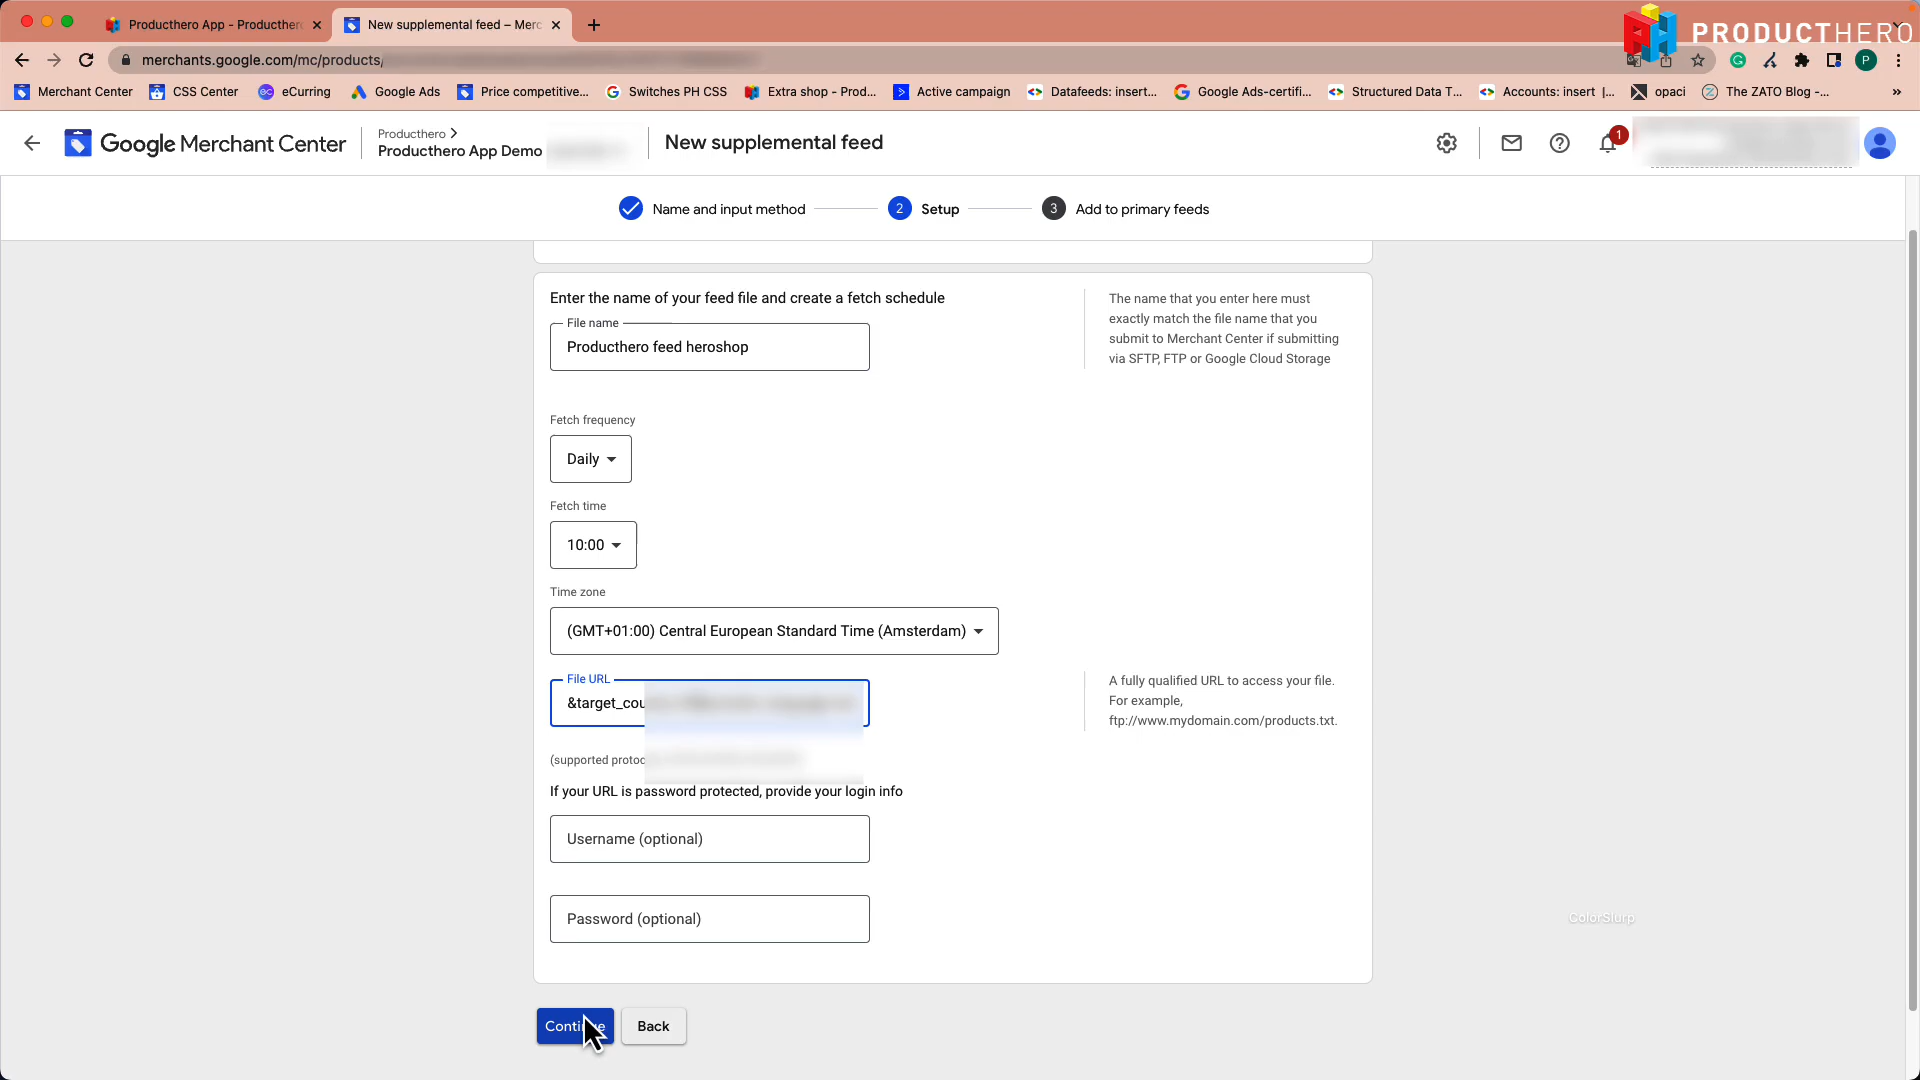 Producthero App - Producther
New supplemental feed – Merc
PRODUCTHERO
merchants.google.com/mc/products/
P
Merchant Center
CSS Center
eCurring
Google Ads
Price competitive...
Switches PH CSS
Extra shop - Prod...
Active campaign
Datafeeds: insert...
Google Ads-certifi...
Structured Data T...
Accounts: insert |...
opaci
The ZATO Blog -...
»
Google Merchant Center
Producthero
Producthero App Demo
New supplemental feed
1
Name and input method
2
Setup
3
Add to primary feeds
Enter the name of your feed file and create a fetch schedule
File name
Producthero feed heroshop
The name that you enter here must
exactly match the file name that you
submit to Merchant Center if submitting
via SFTP, FTP or Google Cloud Storage
Fetch frequency
Daily
Fetch time
10:00
Time zone
(GMT+01:00) Central European Standard Time (Amsterdam)
File URL
&target_cou
A fully qualified URL to access your file.
For example,
ftp://www.mydomain.com/products.txt.
(supported protoc
If your URL is password protected, provide your login info
Username (optional)
Password (optional)
ColorSlurp
Continue
Back